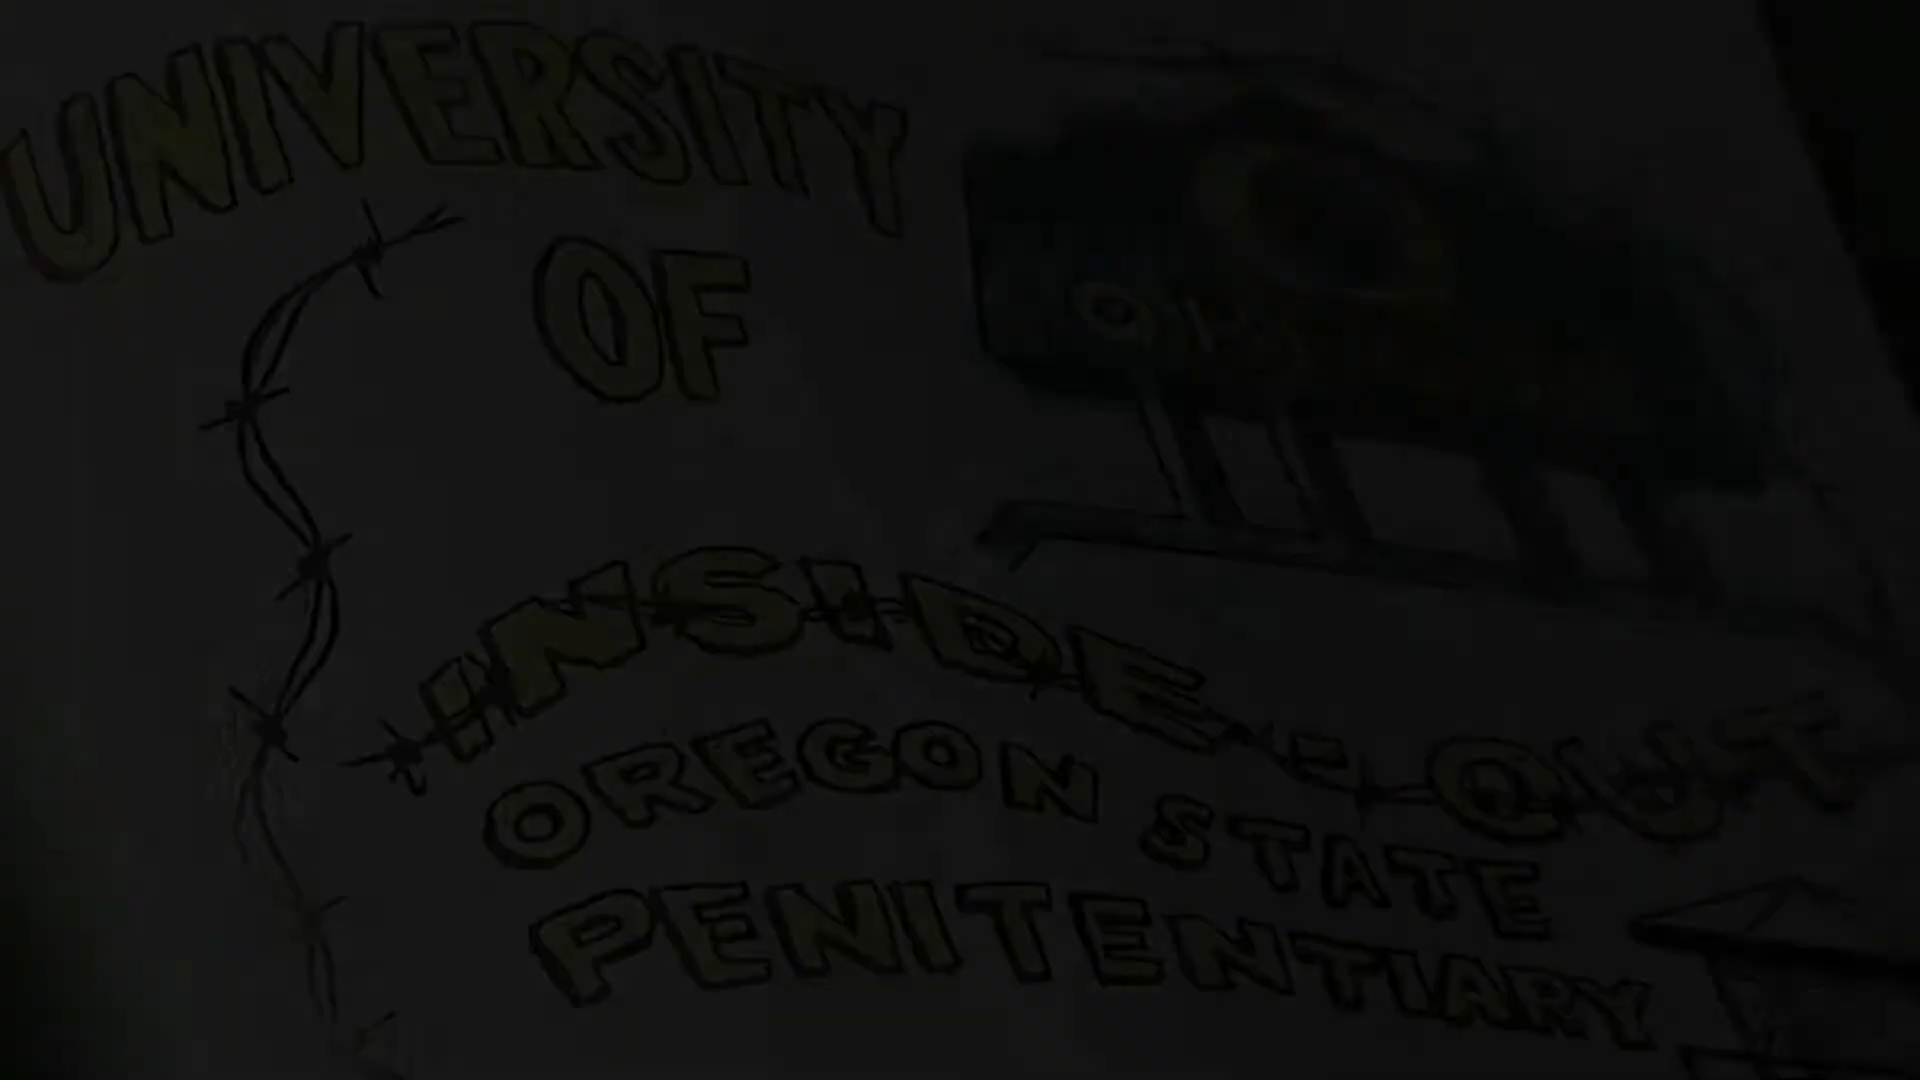 UNIVERSITY
OF
INSIDE-OUT
OREGON STATE
PENITENTIARY